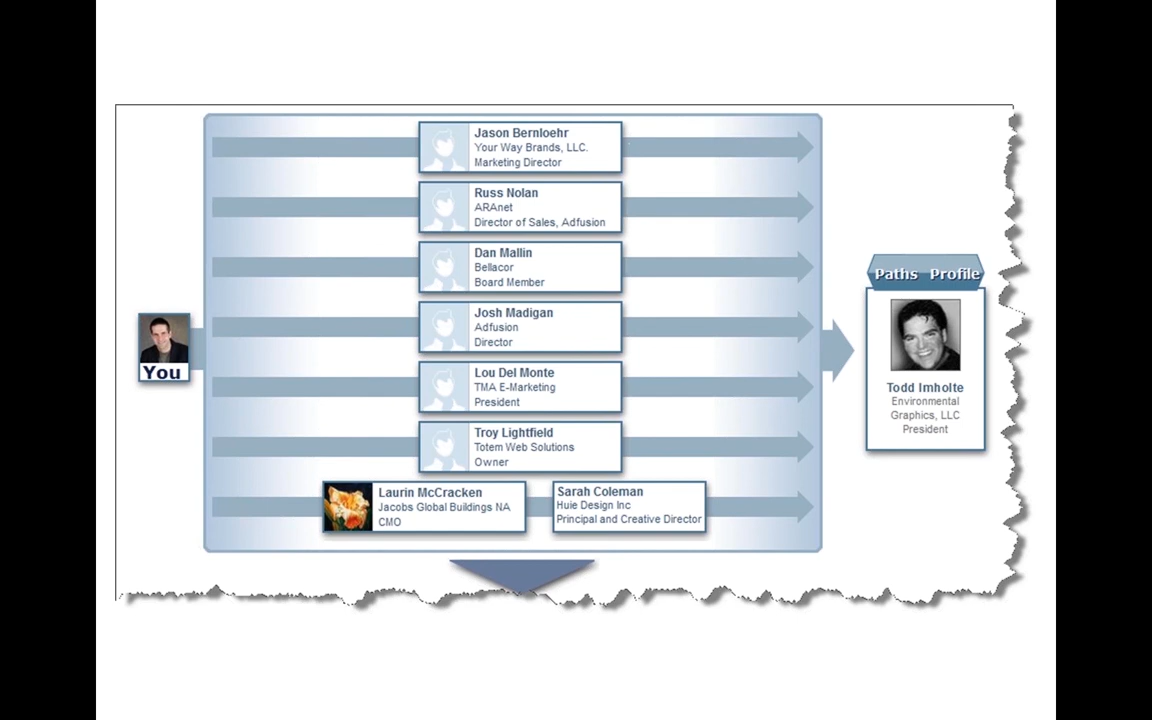 Jason Bernloehr
Your Way Brands, LLC.
Marketing Director
Russ Nolan
ARAnet
Director of Sales, Adfusion
Dan Mallin
Bellacor
Board Member
Josh Madigan
Adfusion
Director
Lou Del Monte
TMA E-Marketing
President
Troy Lightfield
Totem Web Solutions
Owner
Laurin McCracken
Jacobs Global Buildings NA
CMO
Sarah Coleman
Huie Design Inc
Principal and Creative Director
You
Paths Profile
Todd Imholte
Environmental
Graphics, LLC
President